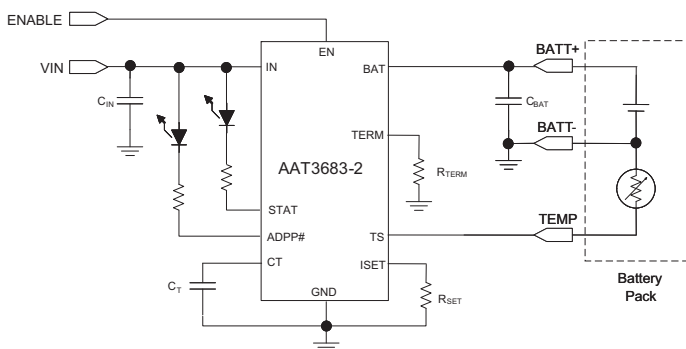 ENABLE
EN
VIN
IN
BAT
BATT+
C_IN
C_BAT
BATT-
TERM
R_TERM
AAT3683-2
STAT
TEMP
ADPP#
TS
CT
ISET
C_T
GND
R_SET
Battery
Pack